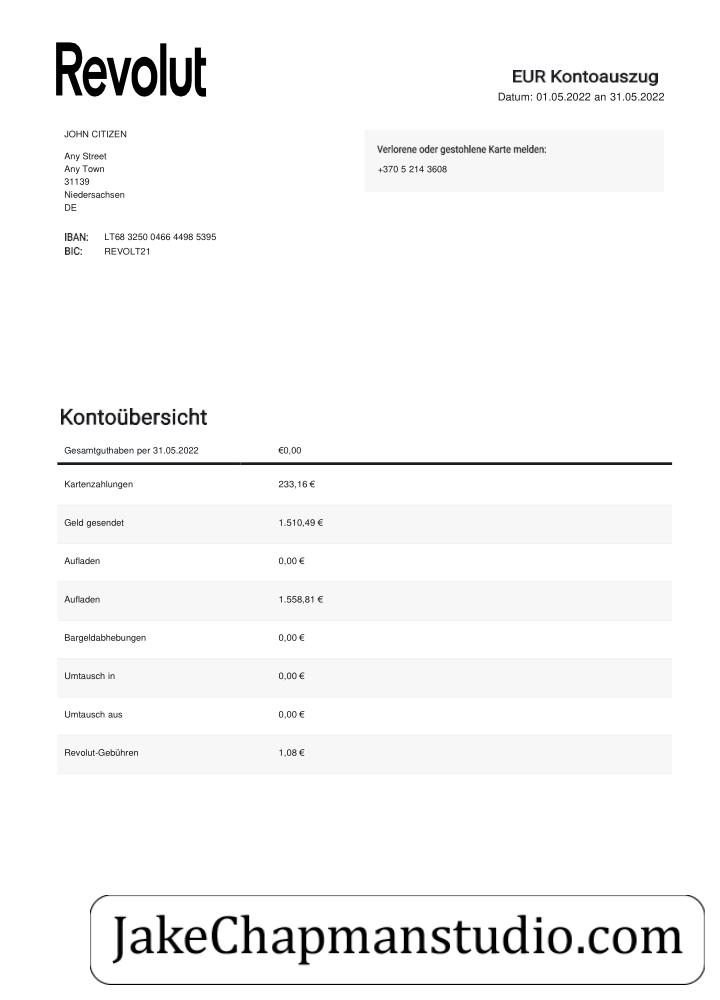 Revolut
EUR Kontoauszug
Datum: 01.05.2022 an 31.05.2022
JOHN CITIZEN
Any Street
Any Town
31139
Niedersachsen
DE
Verlorene oder gestohlene Karte melden:
+370 5 214 3608
IBAN: LT68 3250 0466 4498 5395
BIC: REVOLT21
Kontoübersicht
Gesamtguthaben per 31.05.2022 €0,00
Kartenzahlungen 233,16 €
Geld gesendet 1.510,49 €
Aufladen 0,00 €
Aufladen 1.558,81 €
Bargeldabhebungen 0,00 €
Umtausch in 0,00 €
Umtausch aus 0,00 €
Revolut-Gebühren 1,08 €
JakeChapmanstudio.com